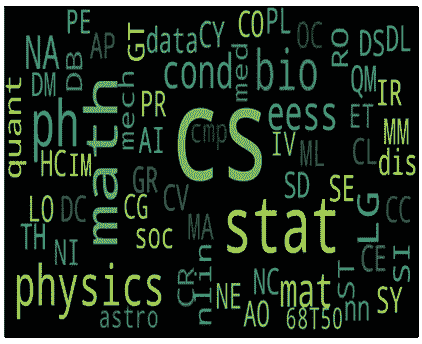 PE
GT
CO
PL
OC
RO
DS
DL
NA
AP
data
CY
DB
cond
med
bio
QM
IR
DM
mech
quant
ph
math
PR
AI
CS
cmp
eess
ET
MM
HC
IM
IV
ML
CL
dis
GR
CV
SD
SE
LG
CC
LO
DC
CG
MA
stat
TH
NI
soc
CE
SI
physics
CR
nlin
NE
NC
mat
ST
SY
astro
AO
68T50
nn